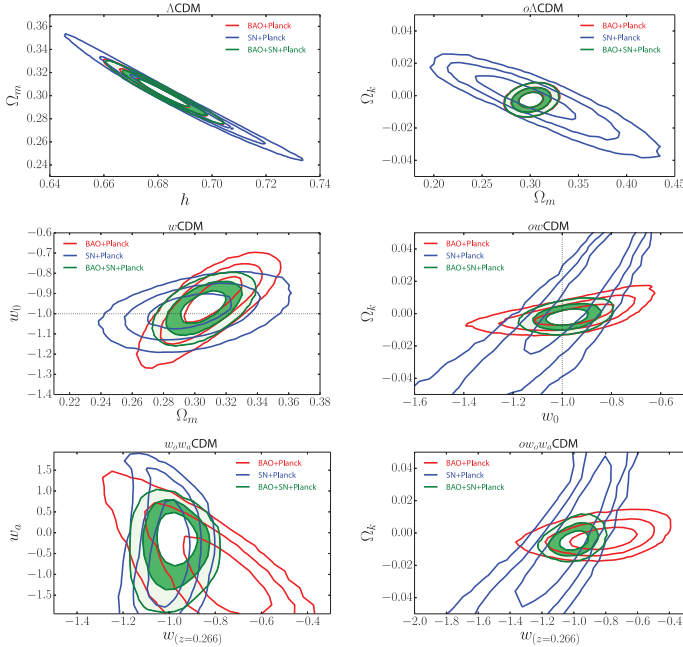 ΛCDM
BAO+Planck
SN+Planck
BAO+SN+Planck
0.36
0.34
0.32
0.30
0.28
0.26
0.24
Ωm
0.64 0.66 0.68 0.70 0.72 0.74
h
oΛCDM
BAO+Planck
SN+Planck
BAO+SN+Planck
0.04
0.02
0.00
−0.02
−0.04
Ωk
0.20 0.25 0.30 0.35 0.40 0.45
Ωm
wCDM
BAO+Planck
SN+Planck
BAO+SN+Planck
−0.6
−0.7
−0.8
−0.9
−1.0
−1.1
−1.2
−1.3
−1.4
w0
0.22 0.24 0.26 0.28 0.30 0.32 0.34 0.36 0.38
Ωm
owCDM
BAO+Planck
SN+Planck
BAO+SN+Planck
0.04
0.02
0.00
−0.02
−0.04
Ωk
−1.6 −1.4 −1.2 −1.0 −0.8 −0.6
w0
wowaCDM
BAO+Planck
SN+Planck
BAO+SN+Planck
1.5
1.0
0.5
0.0
−0.5
−1.0
−1.5
wa
−1.4 −1.2 −1.0 −0.8 −0.6 −0.4
w(z=0.266)
owowaCDM
BAO+Planck
SN+Planck
BAO+SN+Planck
0.04
0.02
0.00
−0.02
−0.04
Ωk
−2.0 −1.8 −1.6 −1.4 −1.2 −1.0 −0.8 −0.6 −0.4
w(z=0.266)